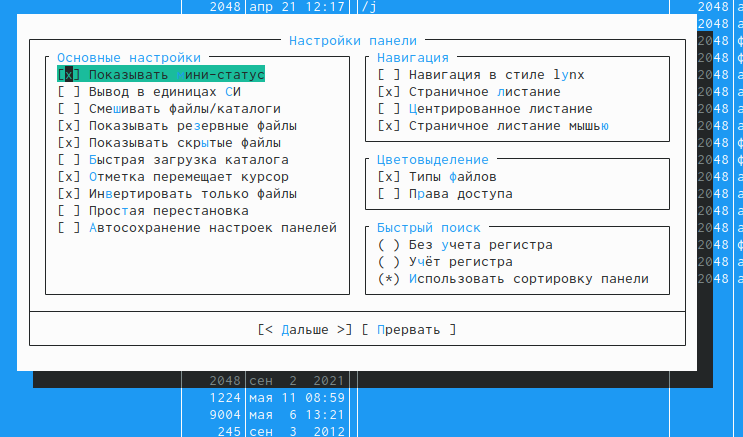 2048 апр 21 12:17 /j 2048 а
Настройки панели
Основные настройки
[x] Показывать мини-статус
[ ] Вывод в единицах СИ
[ ] Смешивать файлы/каталоги
[x] Показывать резервные файлы
[x] Показывать скрытые файлы
[ ] Быстрая загрузка каталога
[x] Отметка перемещает курсор
[x] Инвертировать только файлы
[ ] Простая перестановка
[ ] Автосохранение настроек панелей
Навигация
[ ] Навигация в стиле lynx
[x] Страничное листание
[ ] Центрированное листание
[x] Страничное листание мышью
Цветовыделение
[x] Типы файлов
[ ] Права доступа
Быстрый поиск
( ) Без учета регистра
( ) Учёт регистра
(*) Использовать сортировку панели
[< Дальше >] [ Прервать ]
2048 а
2048 а
2048 ф
2048 ф
2048 а
2048 ф
2048 а
2048 ф
2048 ф
2048 а
2048 ф
2048 а
2048 ф
2048 а
2048 а
2048 а
2048 сен 2 2021
1224 мая 11 08:59
9004 мая 6 13:21
245 сен 3 2012